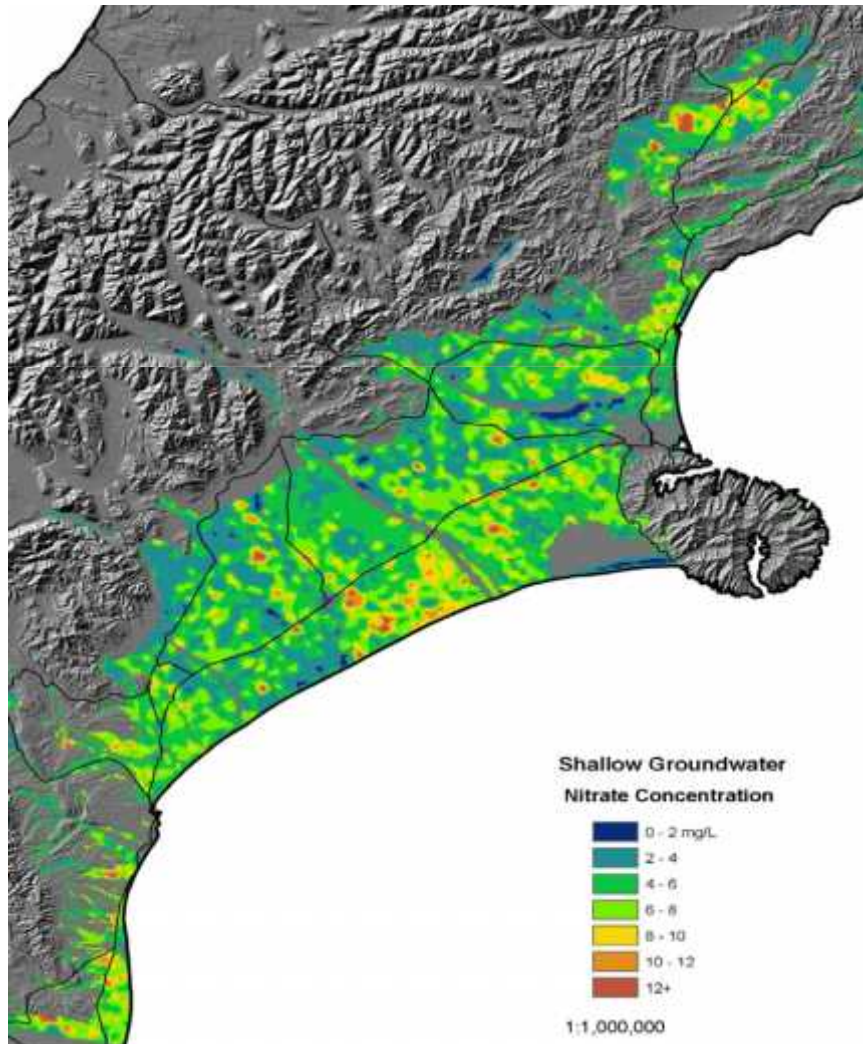 Shallow Groundwater
Nitrate Concentration
0 - 2 mg/L
2 - 4
4 - 6
6 - 8
8 - 10
10 - 12
12+
1:1,000,000